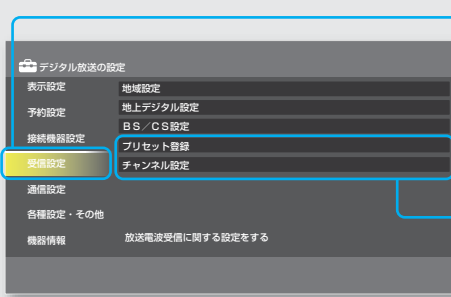 デジタル放送の設定
表示設定
予約設定
接続機器設定
受信設定
通信設定
各種設定・その他
機器情報
地域設定
地上デジタル設定
BS/CS設定
プリセット登録
チャンネル設定
放送電波受信に関する設定をする